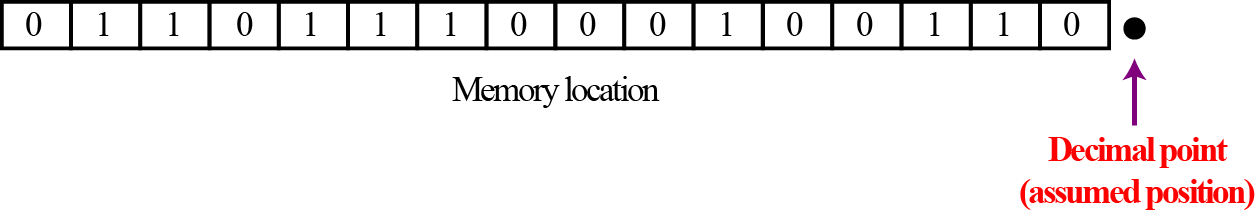 0 1 1 0 1 1 1 0 0 0 1 0 0 1 1 0
Memory location
Decimal point
(assumed position)